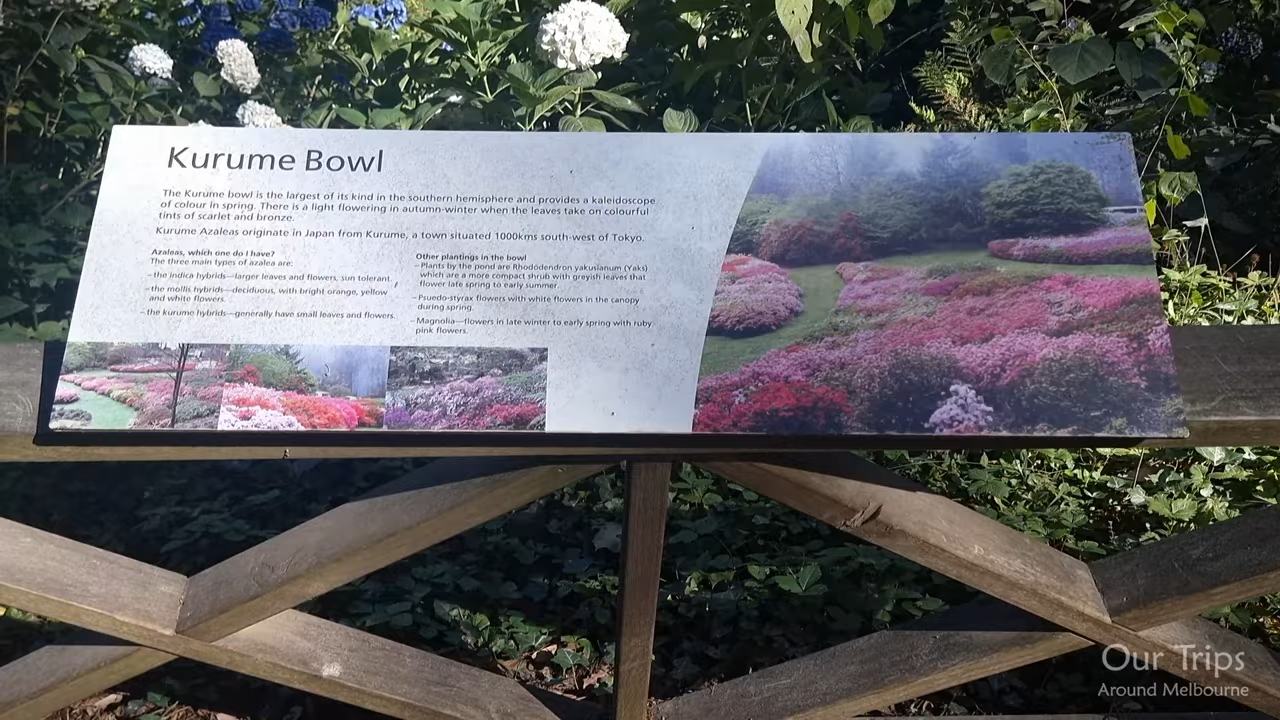 Kurume Bowl
The Kurume bowl is the largest of its kind in the southern hemisphere and provides a kaleidoscope
of colour in spring. There is a light flowering in autumn-winter when the leaves take on colourful
tints of scarlet and bronze.
Kurume Azaleas originate in Japan from Kurume, a town situated 1000kms south-west of Tokyo.
Azaleas, which one do I have?
The three main types of azalea are:
– the indica hybrids—larger leaves and flowers, sun tolerant.
– the mollis hybrids—deciduous, with bright orange, yellow
and white flowers.
– the kurume hybrids—generally have small leaves and flowers.
Other plantings in the bowl
– Plants by the pond are Rhododendron yakusianum (Yaks)
which are a more compact shrub with greyish leaves that
flower late spring to early summer.
– Psuedo-styrax flowers with white flowers in the canopy
during spring.
– Magnolia—flowers in late winter to early spring with ruby
pink flowers.
Our Trips
Around Melbourne